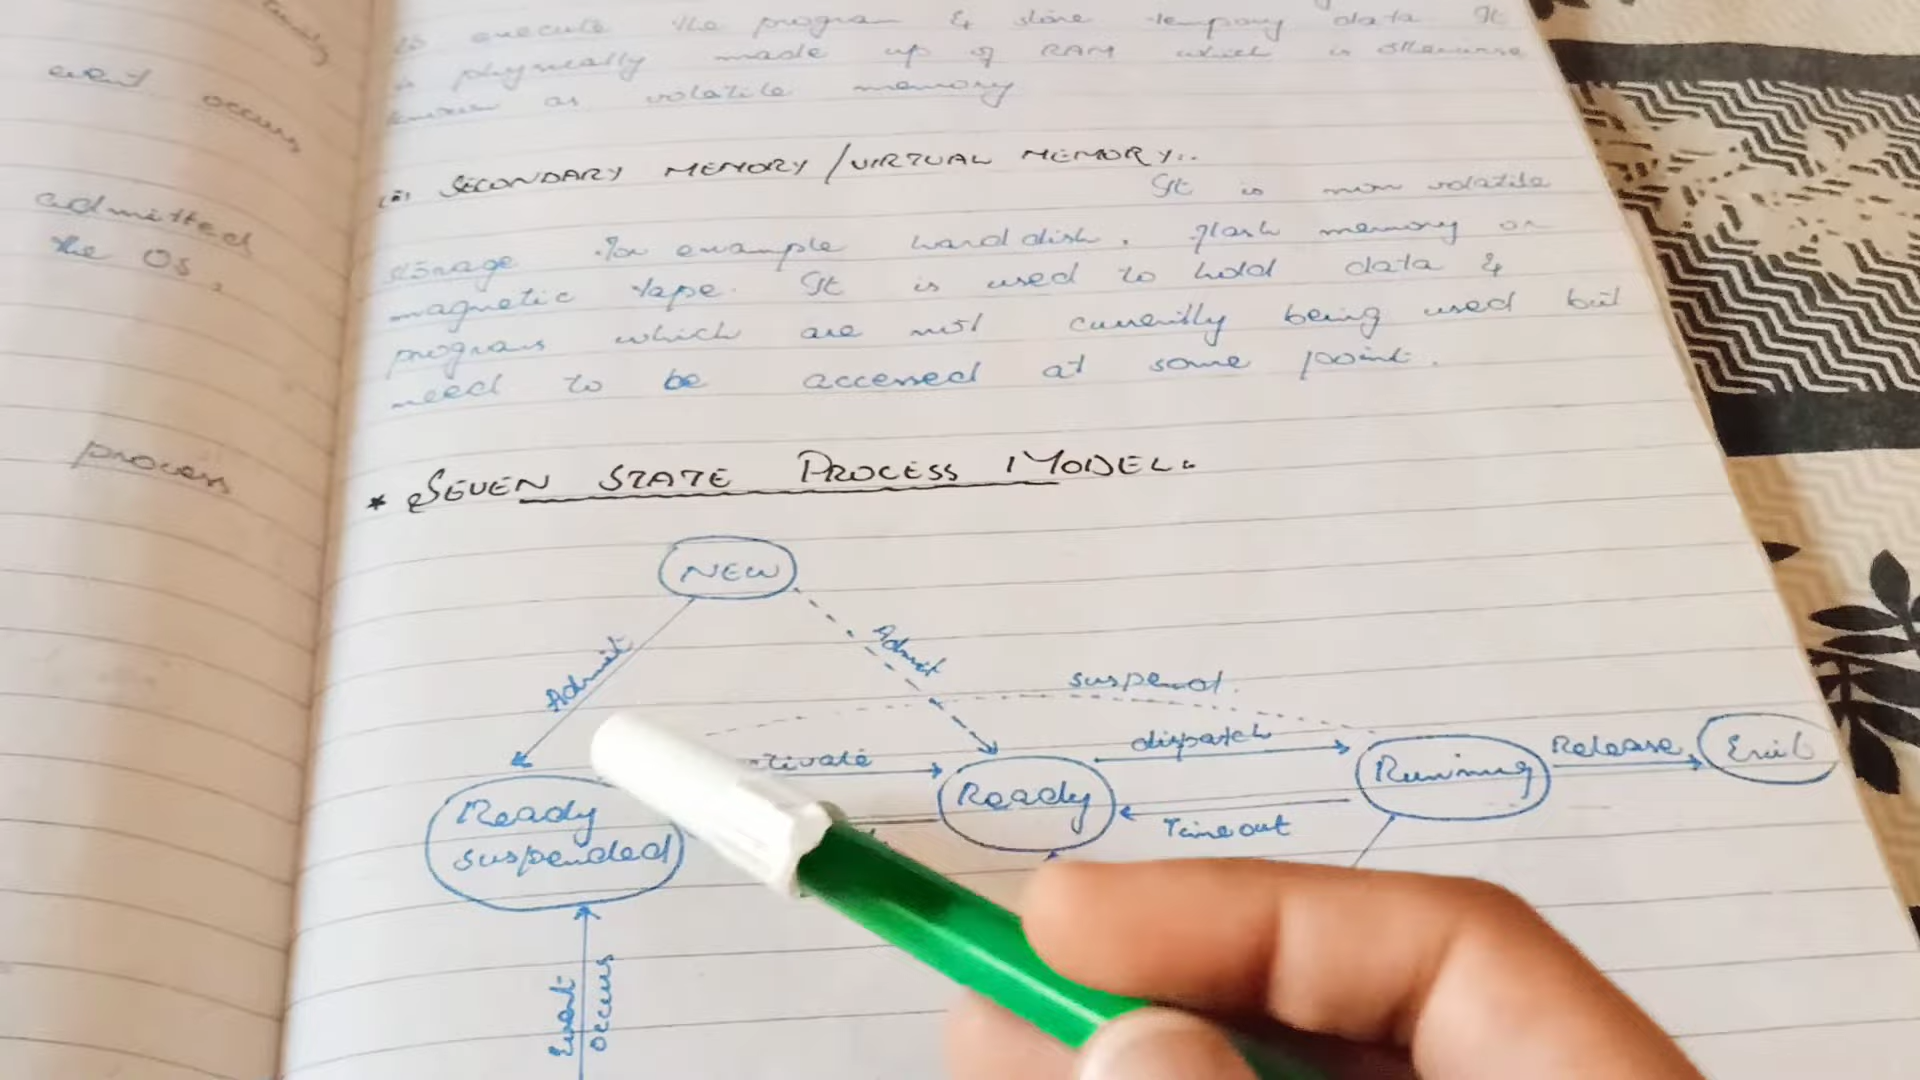 event occurs
admitted
the OS,
process
to execute the program & store tempory data It
is physically made up of RAM which is otherwise
known as volatile memory
(ii) SECONDARY MEMORY / VIRTUAL MEMORY:.
It is non volatile
storage for example hard disk, flash memory or
magnetic tape. It is used to hold data &
program which are not currently being used but
need to be accessed at some point.
* SEVEN STATE PROCESS MODEL.
NEW
Admit
Admit
suspend.
dispatch
Release
Exit
Running
Ready
Timeout
Ready
suspended
Event
occurs